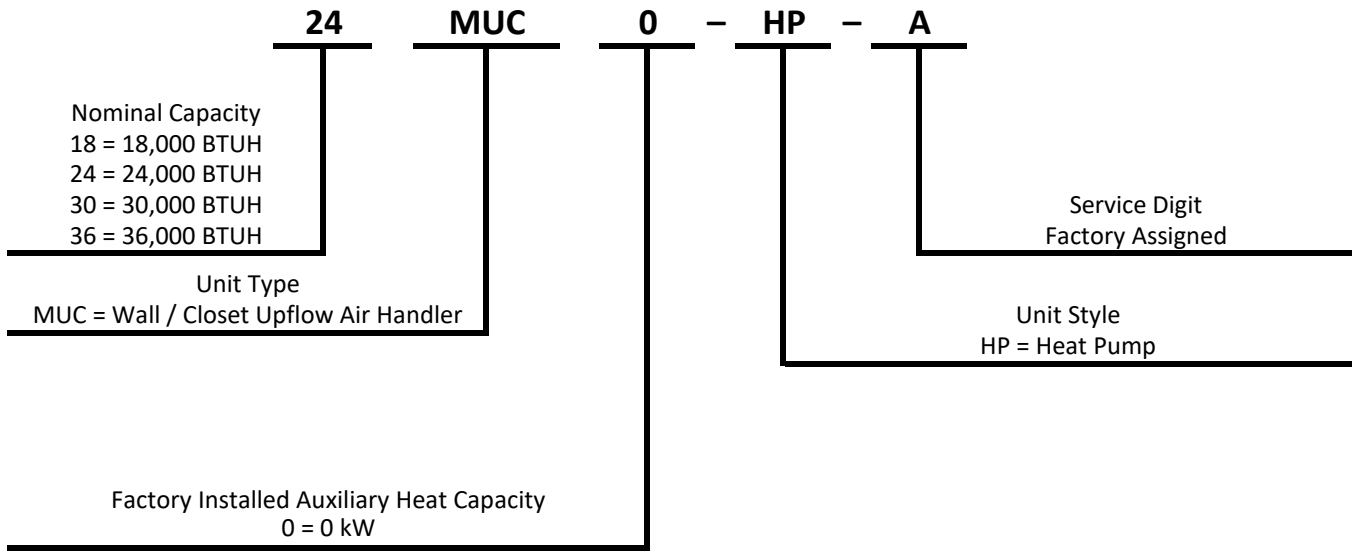 24 MUC 0 – HP – A
Nominal Capacity
18 = 18,000 BTUH
24 = 24,000 BTUH
30 = 30,000 BTUH
36 = 36,000 BTUH
Service Digit
Factory Assigned
Unit Type
MUC = Wall / Closet Upflow Air Handler
Unit Style
HP = Heat Pump
Factory Installed Auxiliary Heat Capacity
0 = 0 kW